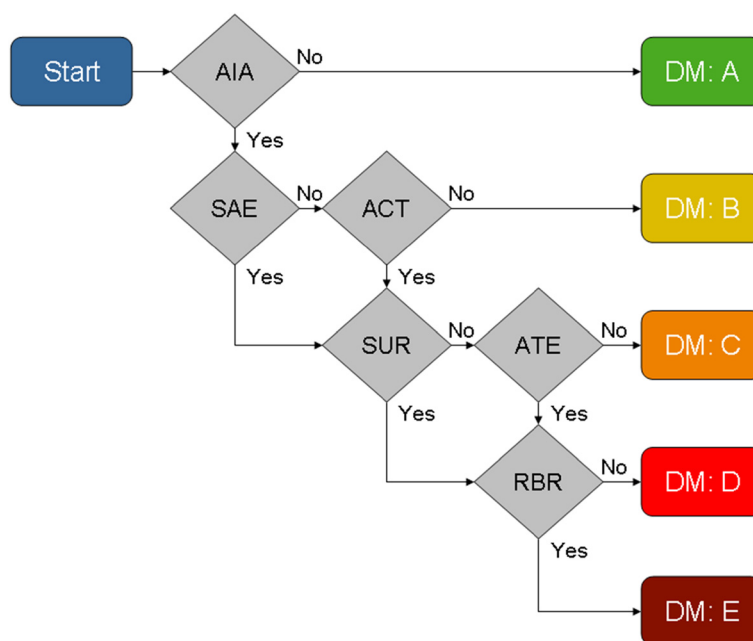 Start
AIA
No
DM: A
Yes
SAE
No
ACT
No
DM: B
Yes
Yes
SUR
No
ATE
No
DM: C
Yes
Yes
RBR
No
DM: D
Yes
DM: E